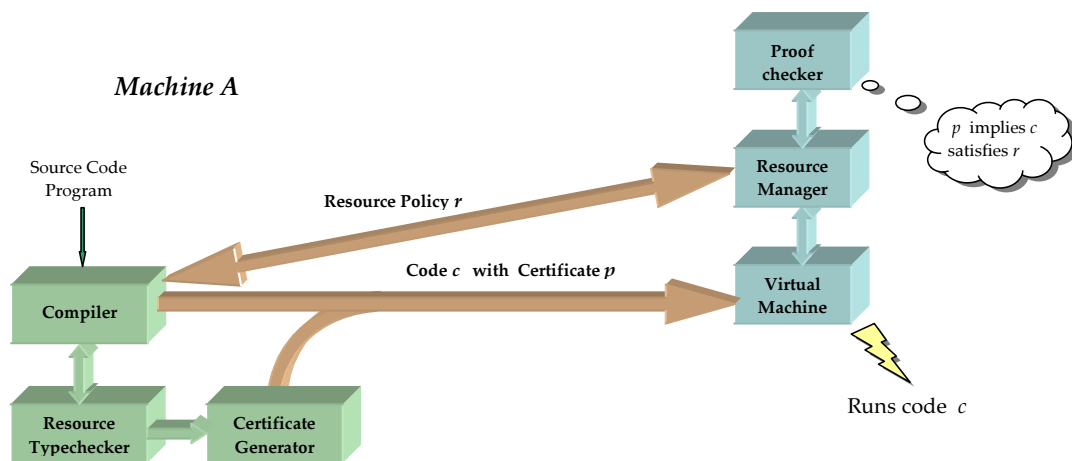 Proof
checker
Machine A
p implies c
satisfies r
Source Code
Program
Resource
Manager
Resource Policy r
Code c with Certificate p
Compiler
Virtual
Machine
Resource
Typechecker
Certificate
Generator
Runs code c